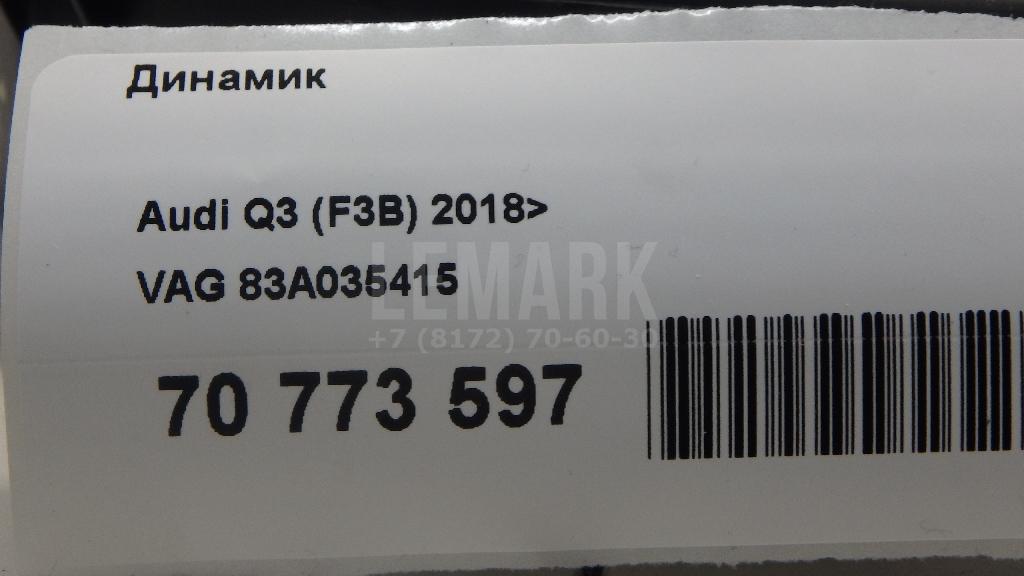 Динамик
Audi Q3 (F3B) 2018>
VAG 83A035415
LEMARK
+7 (8172) 70-60-30
70 773 597